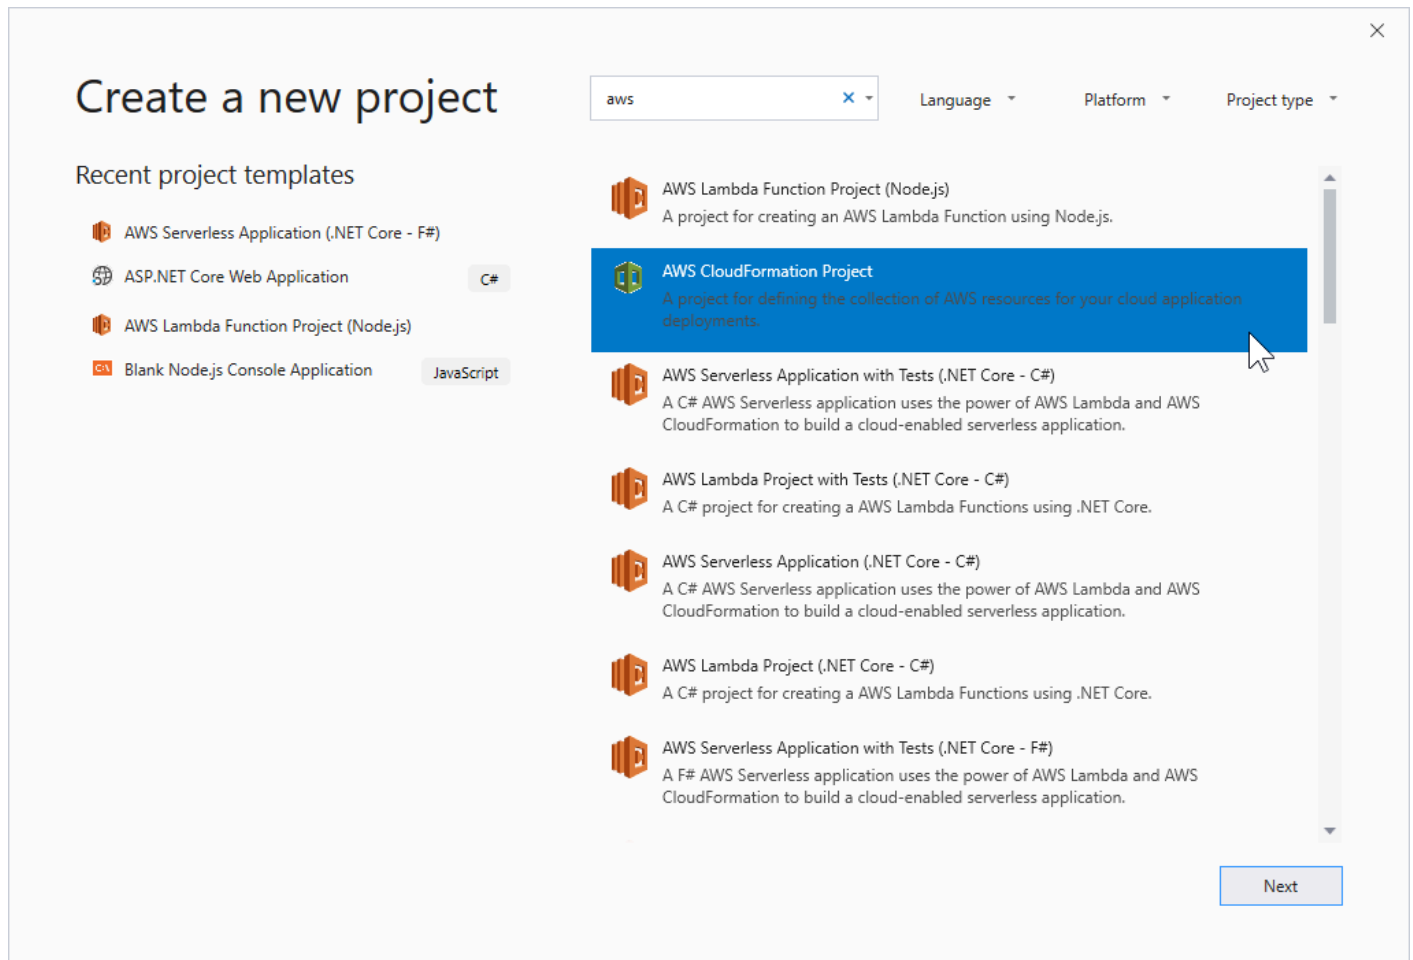 Create a new project
aws
Language
Platform
Project type
Recent project templates
AWS Serverless Application (.NET Core - F#)
ASP.NET Core Web Application
C#
AWS Lambda Function Project (Node.js)
Blank Node.js Console Application
JavaScript
AWS Lambda Function Project (Node.js)
A project for creating an AWS Lambda Function using Node.js.
AWS CloudFormation Project
A project for defining the collection of AWS resources for your cloud application
deployments.
AWS Serverless Application with Tests (.NET Core - C#)
A C# AWS Serverless application uses the power of AWS Lambda and AWS
CloudFormation to build a cloud-enabled serverless application.
AWS Lambda Project with Tests (.NET Core - C#)
A C# project for creating a AWS Lambda Functions using .NET Core.
AWS Serverless Application (.NET Core - C#)
A C# AWS Serverless application uses the power of AWS Lambda and AWS
CloudFormation to build a cloud-enabled serverless application.
AWS Lambda Project (.NET Core - C#)
A C# project for creating a AWS Lambda Functions using .NET Core.
AWS Serverless Application with Tests (.NET Core - F#)
A F# AWS Serverless application uses the power of AWS Lambda and AWS
CloudFormation to build a cloud-enabled serverless application.
Next